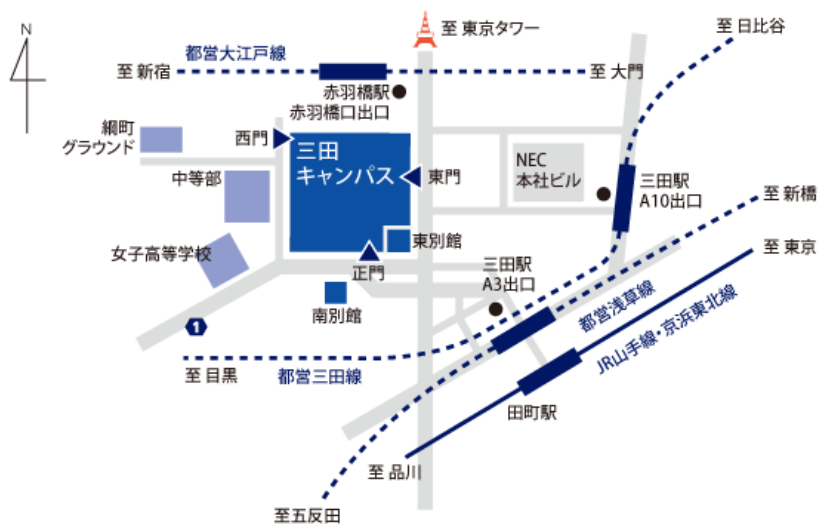 N
至 東京タワー
至 日比谷
都営大江戸線
至 新宿
至 大門
赤羽橋駅
赤羽橋口出口
綱町
グラウンド
西門
三田
キャンパス
東門
NEC
本社ビル
三田駅
A10出口
中等部
至 新橋
女子高等学校
東別館
正門
三田駅
A3出口
至 東京
南別館
都営浅草線
JR山手線・京浜東北線
1
至 目黒
都営三田線
田町駅
至 品川
至五反田